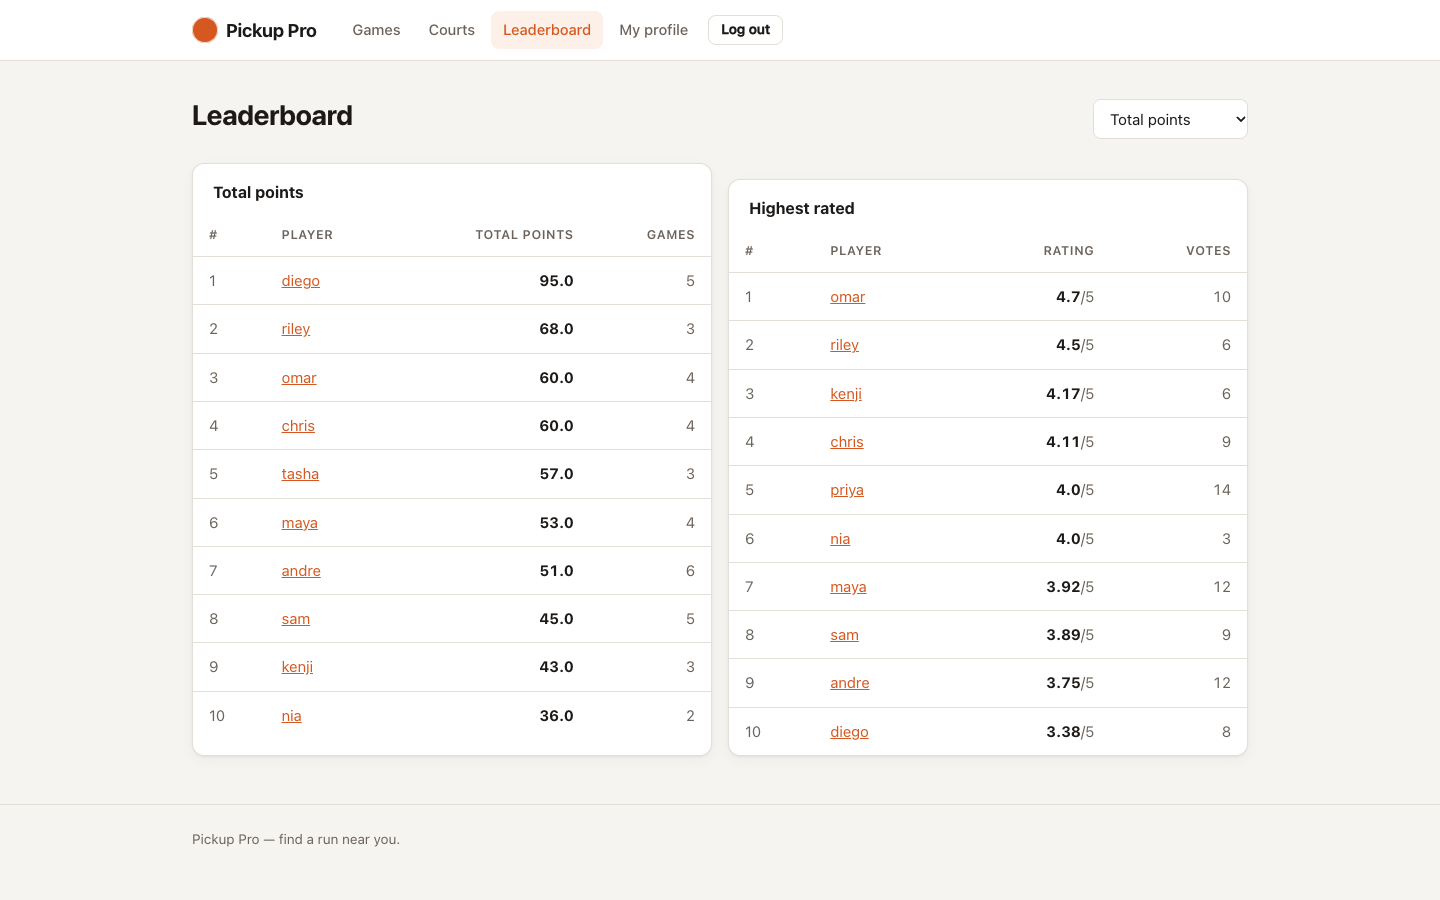 Pickup Pro Games Courts Leaderboard My profile Log out
Leaderboard
Total points
Total points
# PLAYER TOTAL POINTS GAMES
1 diego 95.0 5
2 riley 68.0 3
3 omar 60.0 4
4 chris 60.0 4
5 tasha 57.0 3
6 maya 53.0 4
7 andre 51.0 6
8 sam 45.0 5
9 kenji 43.0 3
10 nia 36.0 2
Highest rated
# PLAYER RATING VOTES
1 omar 4.7/5 10
2 riley 4.5/5 6
3 kenji 4.17/5 6
4 chris 4.11/5 9
5 priya 4.0/5 14
6 nia 4.0/5 3
7 maya 3.92/5 12
8 sam 3.89/5 9
9 andre 3.75/5 12
10 diego 3.38/5 8
Pickup Pro — find a run near you.